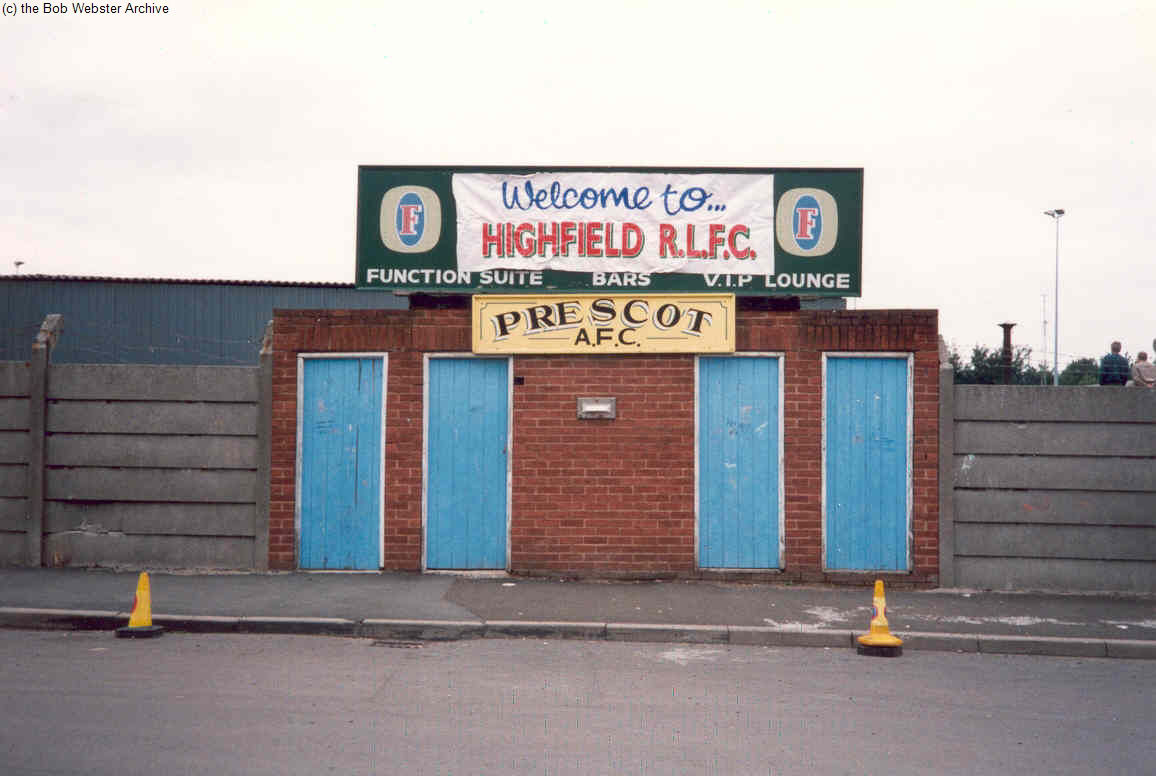 (c) the Bob Webster Archive
Welcome to...
HIGHFIELD R.L.F.C.
F F
FUNCTION SUITE BARS V.I.P LOUNGE
PRESCOT
A.F.C.